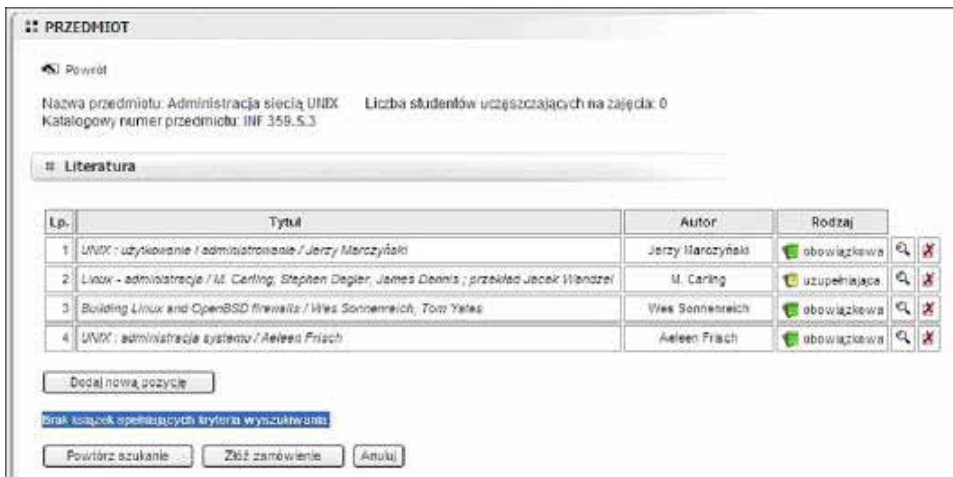 PRZEDMIOT
Powrót
Nazwa przedmiotu: Administracja siecią UNIX Liczba studentów uczęszczających na zajęcia: 0
Katalogowy numer przedmiotu: INF 359.5.3
Literatura
Lp. Tytuł Autor Rodzaj
1 UNIX : użytkowanie i administrowanie / Jerzy Marczyński Jerzy Marczyński obowiązkowa
2 Linux - administracja / M. Carling, Stephen Degler, James Dennis ; przekład Jacek Wendzel M. Carling uzupełniająca
3 Building Linux and OpenBSD firewalls / Wes Sonnenreich, Tom Yates Wes Sonnenreich obowiązkowa
4 UNIX : administracja systemu / Aeleen Frisch Aeleen Frisch obowiązkowa
Dodaj nową pozycję
Brak książek spełniających kryteria wyszukiwania.
Powtórz szukanie Złóż zamówienie Anuluj